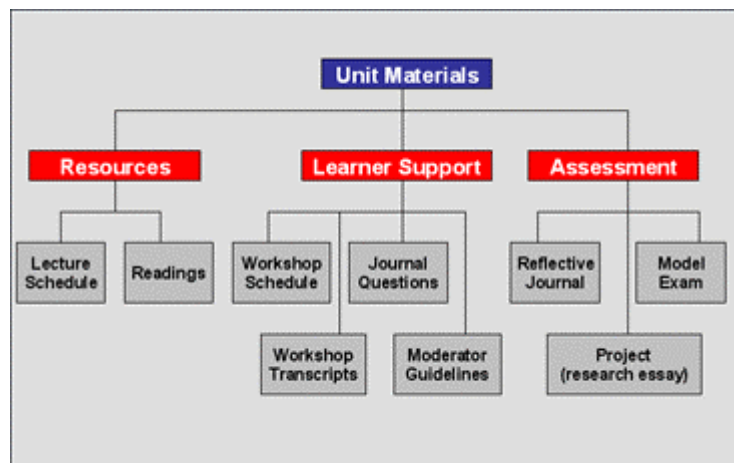 Unit Materials
Resources
Learner Support
Assessment
Lecture
Schedule
Readings
Workshop
Schedule
Journal
Questions
Reflective
Journal
Model
Exam
Workshop
Transcripts
Moderator
Guidelines
Project
(research essay)